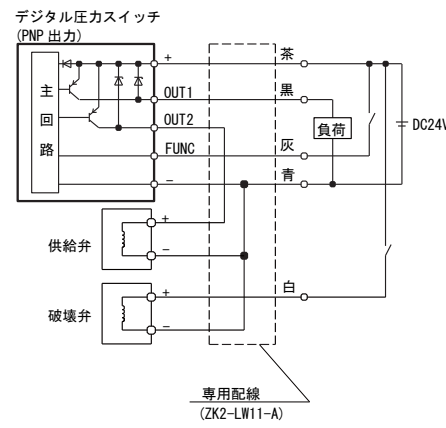 デジタル圧力スイッチ
(PNP 出力)
主回路
+
OUT1
OUT2
FUNC
−
茶
黒
灰
青
負荷
DC24V
供給弁
+
−
破壊弁
+
−
白
専用配線
(ZK2-LW11-A)